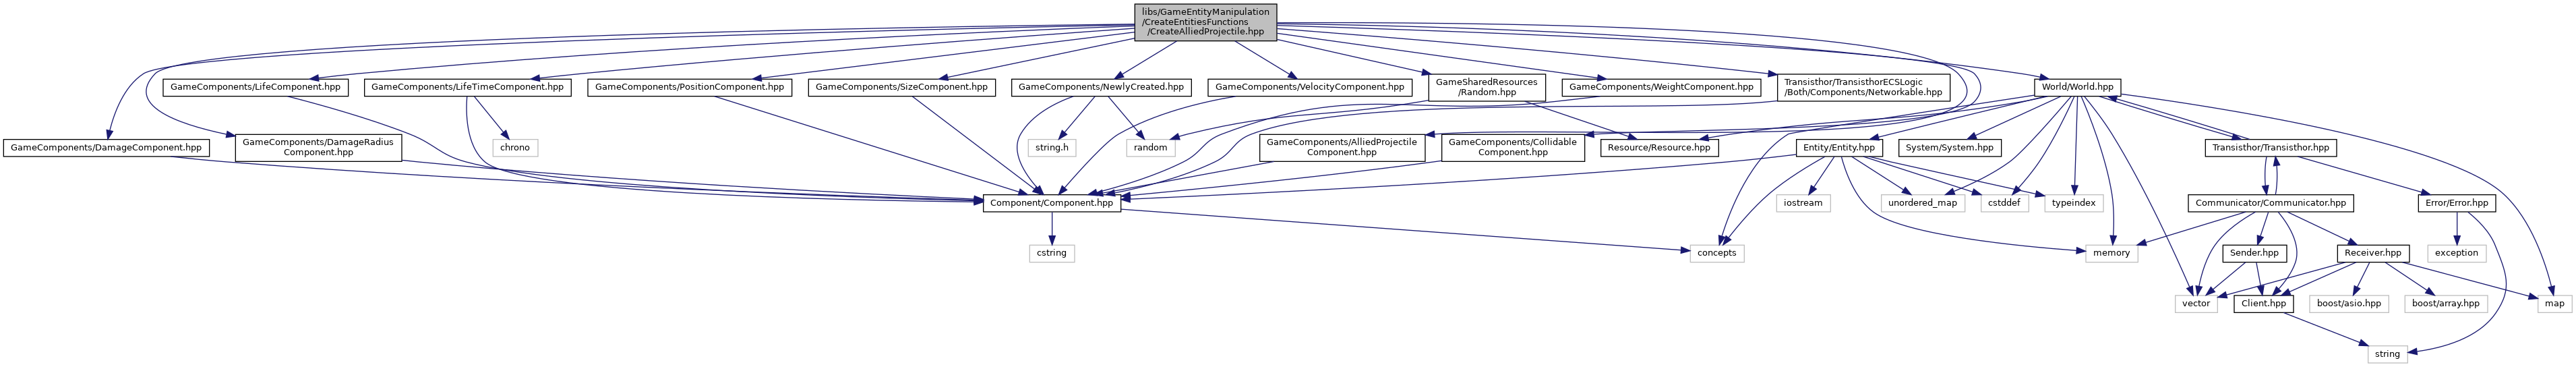 libs/GameEntityManipulation
/CreateEntitiesFunctions
/CreateAlliedProjectile.hpp
GameComponents/LifeComponent.hpp
GameComponents/LifeTimeComponent.hpp
GameComponents/PositionComponent.hpp
GameComponents/SizeComponent.hpp
GameComponents/NewlyCreated.hpp
GameComponents/VelocityComponent.hpp
GameSharedResources
/Random.hpp
GameComponents/WeightComponent.hpp
Transisthor/TransisthorECSLogic
/Both/Components/Networkable.hpp
World/World.hpp
GameComponents/DamageComponent.hpp
GameComponents/DamageRadius
Component.hpp
chrono
string.h
random
GameComponents/AlliedProjectile
Component.hpp
GameComponents/Collidable
Component.hpp
Resource/Resource.hpp
Entity/Entity.hpp
System/System.hpp
Transisthor/Transisthor.hpp
Component/Component.hpp
iostream
unordered_map
cstddef
typeindex
Communicator/Communicator.hpp
Error/Error.hpp
cstring
concepts
memory
Sender.hpp
Receiver.hpp
exception
vector
Client.hpp
boost/asio.hpp
boost/array.hpp
map
string